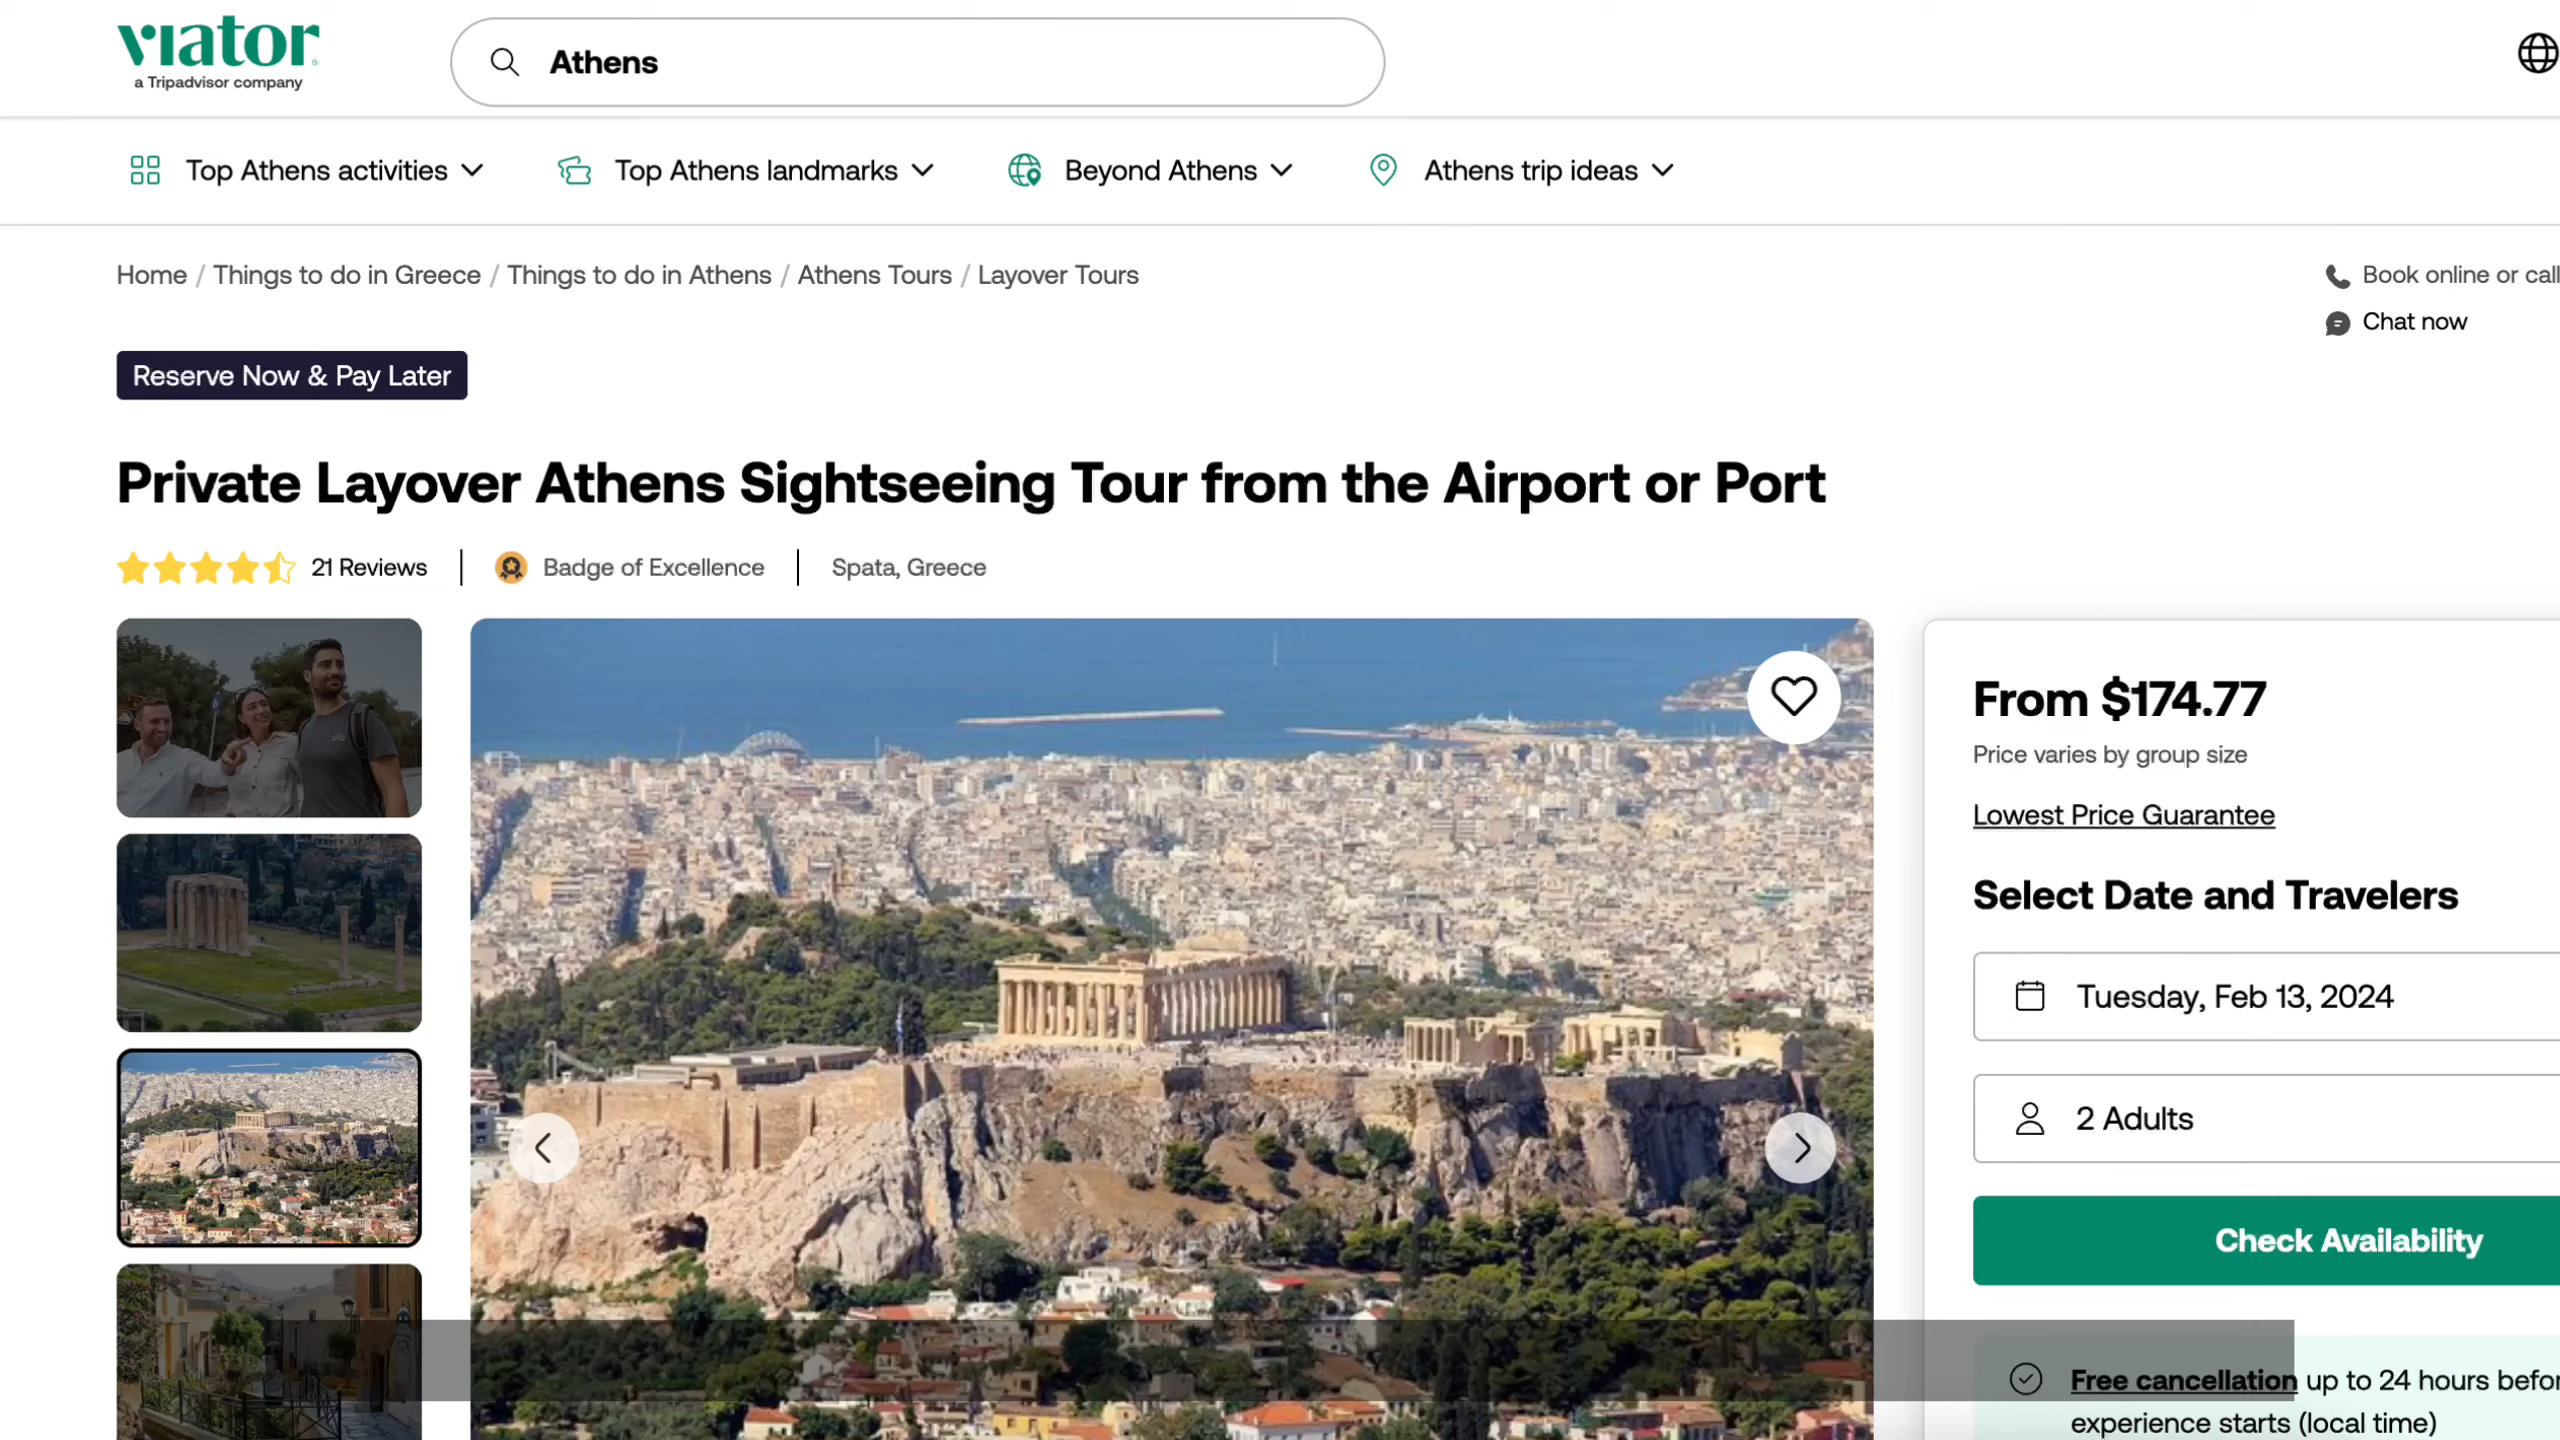 viator
a Tripadvisor company
Athens
Top Athens activities
Top Athens landmarks
Beyond Athens
Athens trip ideas
Home / Things to do in Greece / Things to do in Athens / Athens Tours / Layover Tours
Book online or call
Chat now
Reserve Now & Pay Later
Private Layover Athens Sightseeing Tour from the Airport or Port
21 Reviews
Badge of Excellence
Spata, Greece
From $174.77
Price varies by group size
Lowest Price Guarantee
Select Date and Travelers
Tuesday, Feb 13, 2024
2 Adults
Check Availability
Free cancellation up to 24 hours
experience starts (local time)